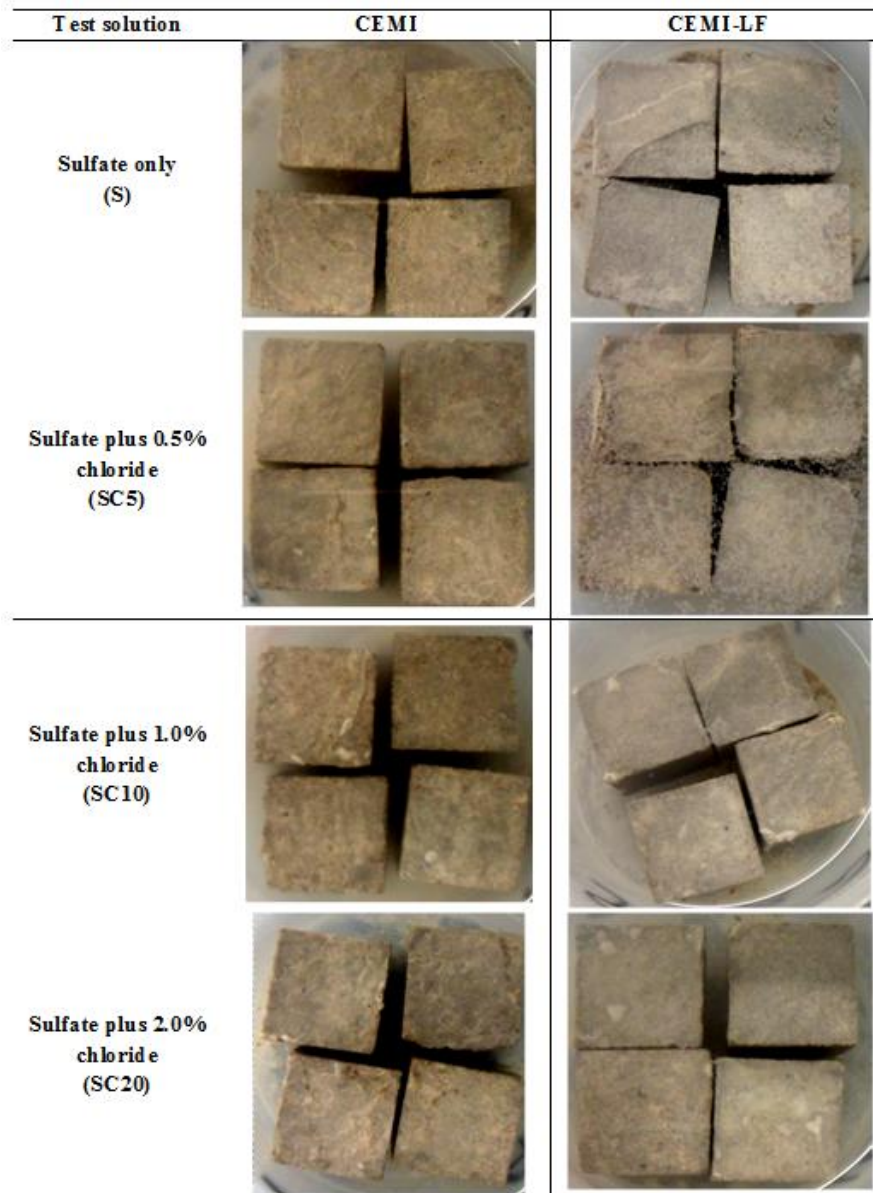 Test solution CEMI CEMI-LF
Sulfate only
(S)
Sulfate plus 0.5%
chloride
(SC5)
Sulfate plus 1.0%
chloride
(SC10)
Sulfate plus 2.0%
chloride
(SC20)